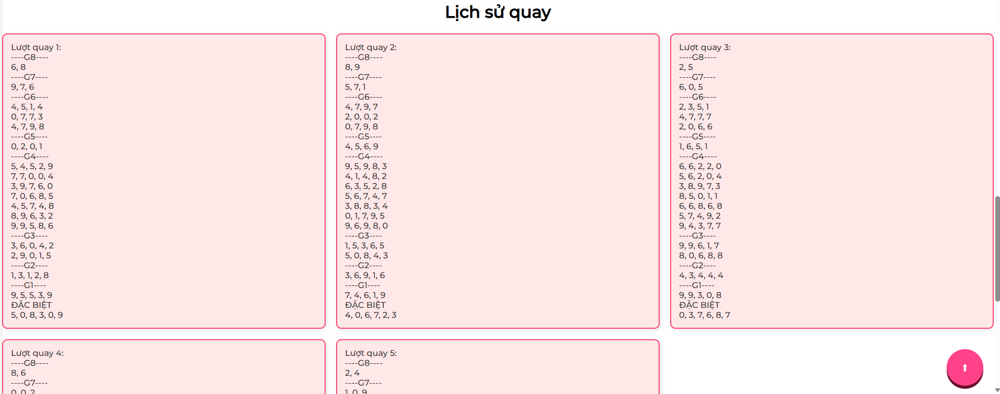 Lịch sử quay
Lượt quay 1:
----G8----
6, 8
----G7----
9, 7, 6
----G6----
4, 5, 1, 4
0, 7, 7, 3
4, 7, 9, 8
----G5----
0, 2, 0, 1
----G4----
5, 4, 5, 2, 9
7, 7, 0, 0, 4
3, 9, 7, 6, 0
7, 0, 6, 8, 5
4, 5, 7, 4, 8
8, 9, 6, 3, 2
9, 9, 5, 8, 6
----G3----
3, 6, 0, 4, 2
2, 9, 0, 1, 5
----G2----
1, 3, 1, 2, 8
----G1----
9, 5, 5, 3, 9
ĐẶC BIỆT
5, 0, 8, 3, 0, 9
Lượt quay 2:
----G8----
8, 9
----G7----
5, 7, 1
----G6----
4, 7, 9, 7
2, 0, 0, 2
0, 7, 9, 8
----G5----
4, 5, 6, 9
----G4----
9, 5, 9, 8, 3
4, 1, 4, 8, 2
6, 3, 5, 2, 8
5, 6, 7, 4, 7
3, 8, 8, 3, 4
0, 1, 7, 9, 5
9, 6, 9, 8, 0
----G3----
1, 5, 3, 6, 5
5, 0, 8, 4, 3
----G2----
3, 6, 9, 1, 6
----G1----
7, 4, 6, 1, 9
ĐẶC BIỆT
4, 0, 6, 7, 2, 3
Lượt quay 3:
----G8----
2, 5
----G7----
6, 0, 5
----G6----
2, 3, 5, 1
4, 7, 7, 7
2, 0, 6, 6
----G5----
1, 6, 5, 1
----G4----
6, 6, 2, 2, 0
5, 6, 2, 0, 4
3, 8, 9, 7, 3
8, 5, 0, 1, 1
6, 6, 8, 6, 8
5, 7, 4, 9, 2
9, 4, 3, 7, 7
----G3----
9, 9, 6, 1, 7
8, 0, 6, 8, 8
----G2----
4, 3, 4, 4, 4
----G1----
9, 9, 3, 0, 8
ĐẶC BIỆT
0, 3, 7, 6, 8, 7
Lượt quay 4:
----G8----
8, 6
----G7----
0, 0, 2
Lượt quay 5:
----G8----
2, 4
----G7----
1, 0, 9